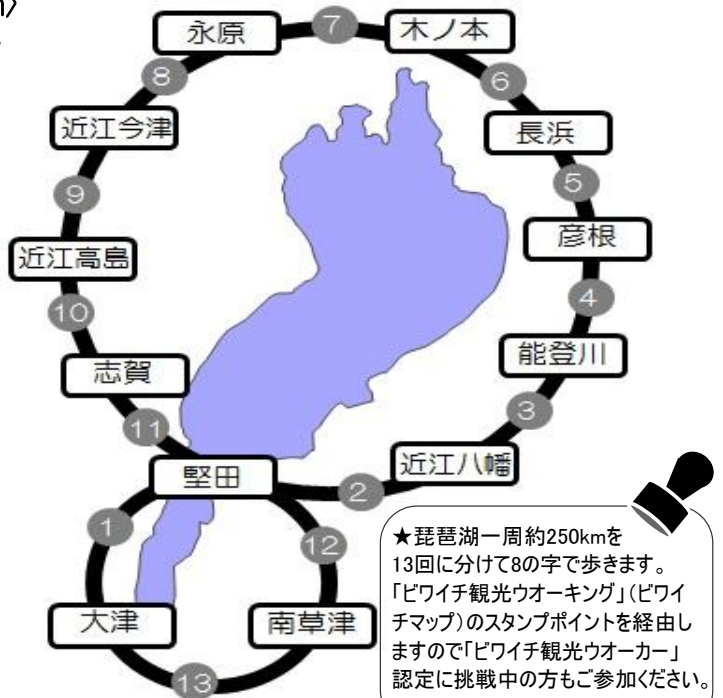 永原
7
木ノ本
8
6
近江今津
長浜
9
5
近江高島
彦根
10
4
志賀
能登川
11
3
堅田
近江八幡
2
1
12
大津
南草津
13
★琵琶湖一周約250kmを
13回に分けて8の字で歩きます。
「ビワイチ観光ウオーキング」(ビワイ
チマップ)のスタンプポイントを経由し
ますので「ビワイチ観光ウオーカー」
認定に挑戦中の方もご参加ください。